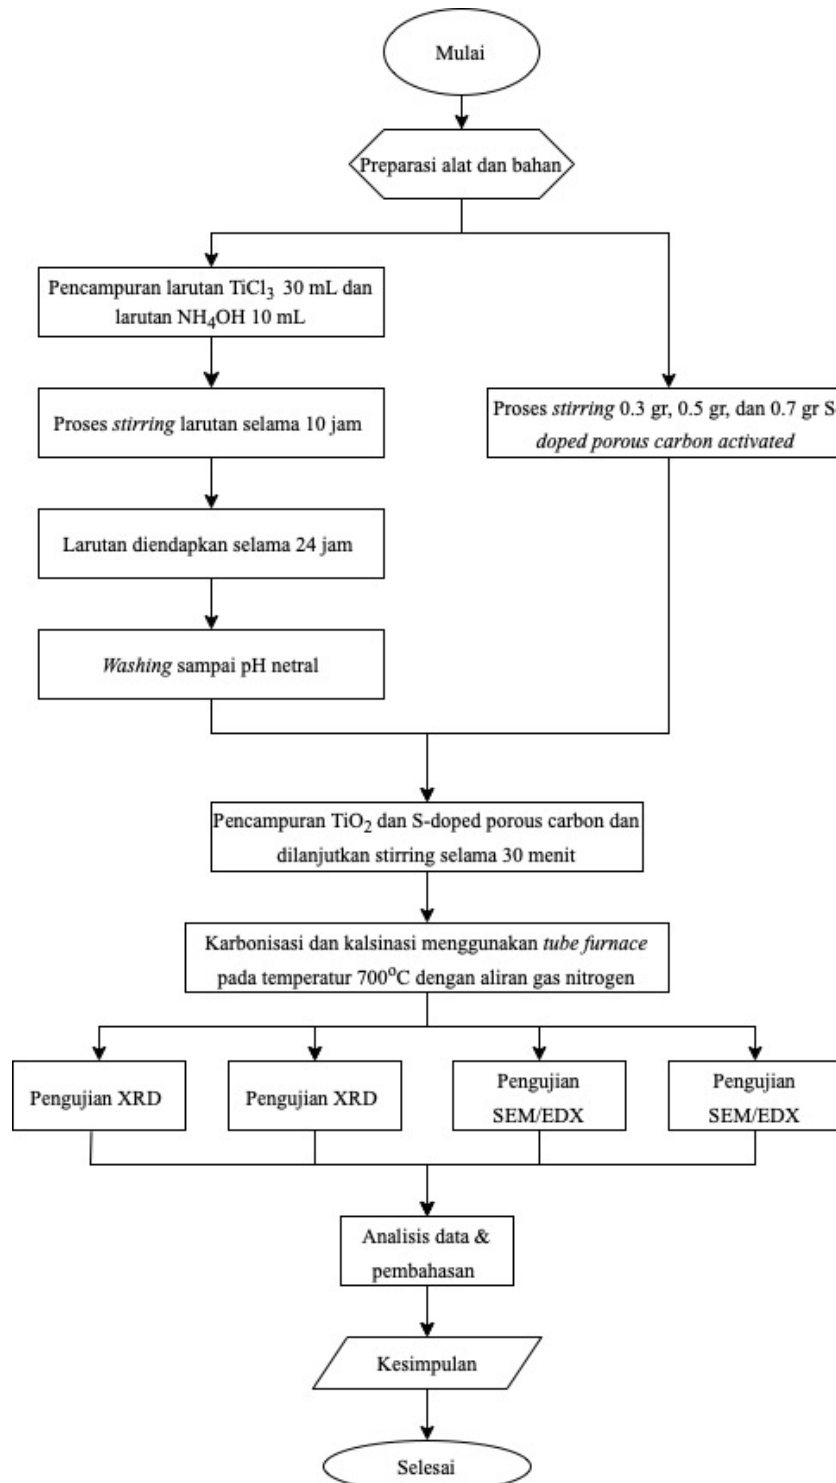 Mulai
Preparasi alat dan bahan
Pencampuran larutan TiCl₃ 30 mL dan
larutan NH₄OH 10 mL
Proses stirring larutan selama 10 jam
Larutan diendapkan selama 24 jam
Washing sampai pH netral
Proses stirring 0.3 gr, 0.5 gr, dan 0.7 gr S
doped porous carbon activated
Pencampuran TiO₂ dan S-doped porous carbon dan
dilanjutkan stirring selama 30 menit
Karbonisasi dan kalsinasi menggunakan tube furnace
pada temperatur 700°C dengan aliran gas nitrogen
Pengujian XRD
Pengujian XRD
Pengujian
SEM/EDX
Pengujian
SEM/EDX
Analisis data &
pembahasan
Kesimpulan
Selesai